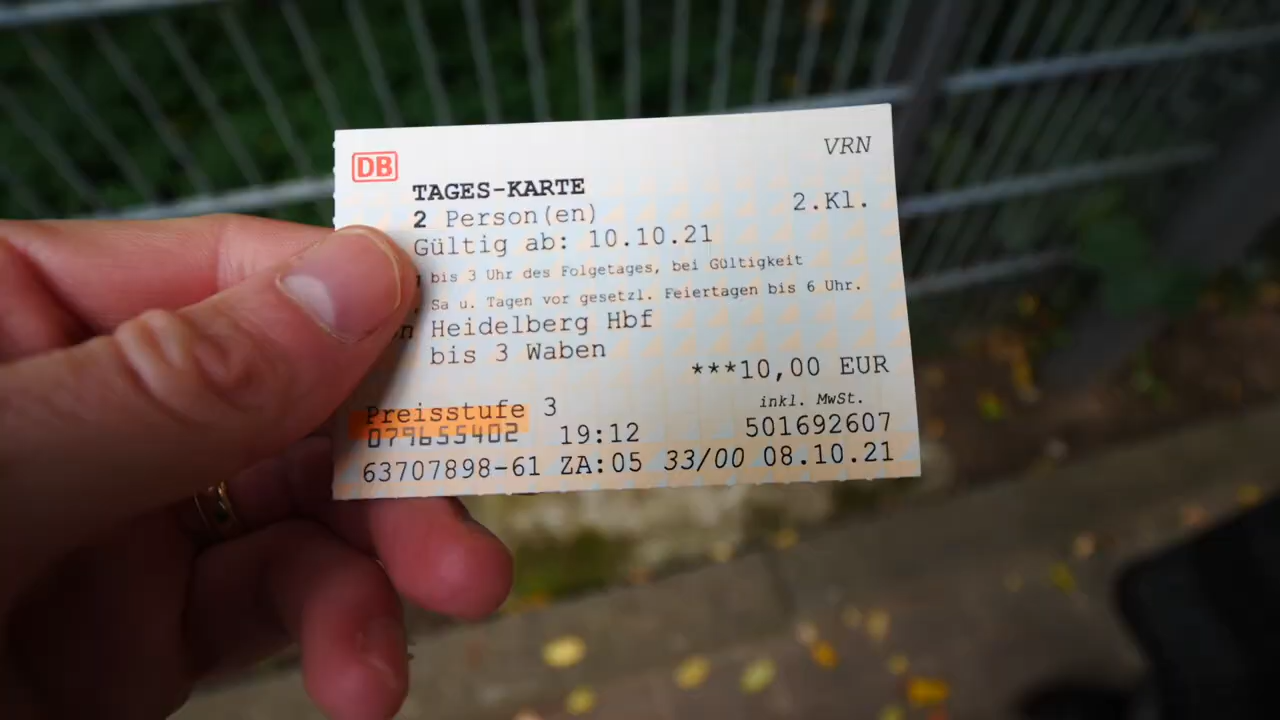 DB
VRN
TAGES-KARTE
2 Person(en) 2.Kl.
Gültig ab: 10.10.21
bis 3 Uhr des Folgetages, bei Gültigkeit
, Sa u. Tagen vor gesetzl. Feiertagen bis 6 Uhr.
Heidelberg Hbf
bis 3 Waben
***10,00 EUR
inkl. MwSt.
Preisstufe 3
079655402 19:12 501692607
63707898-61 ZA:05 33/00 08.10.21